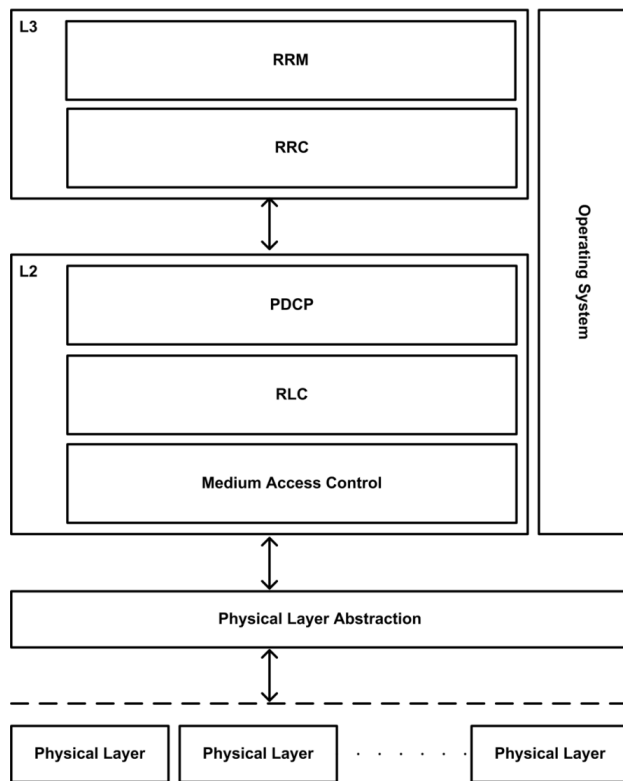 L3
RRM
RRC
Operating System
L2
PDCP
RLC
Medium Access Control
Physical Layer Abstraction
Physical Layer
Physical Layer
. . . . . .
Physical Layer